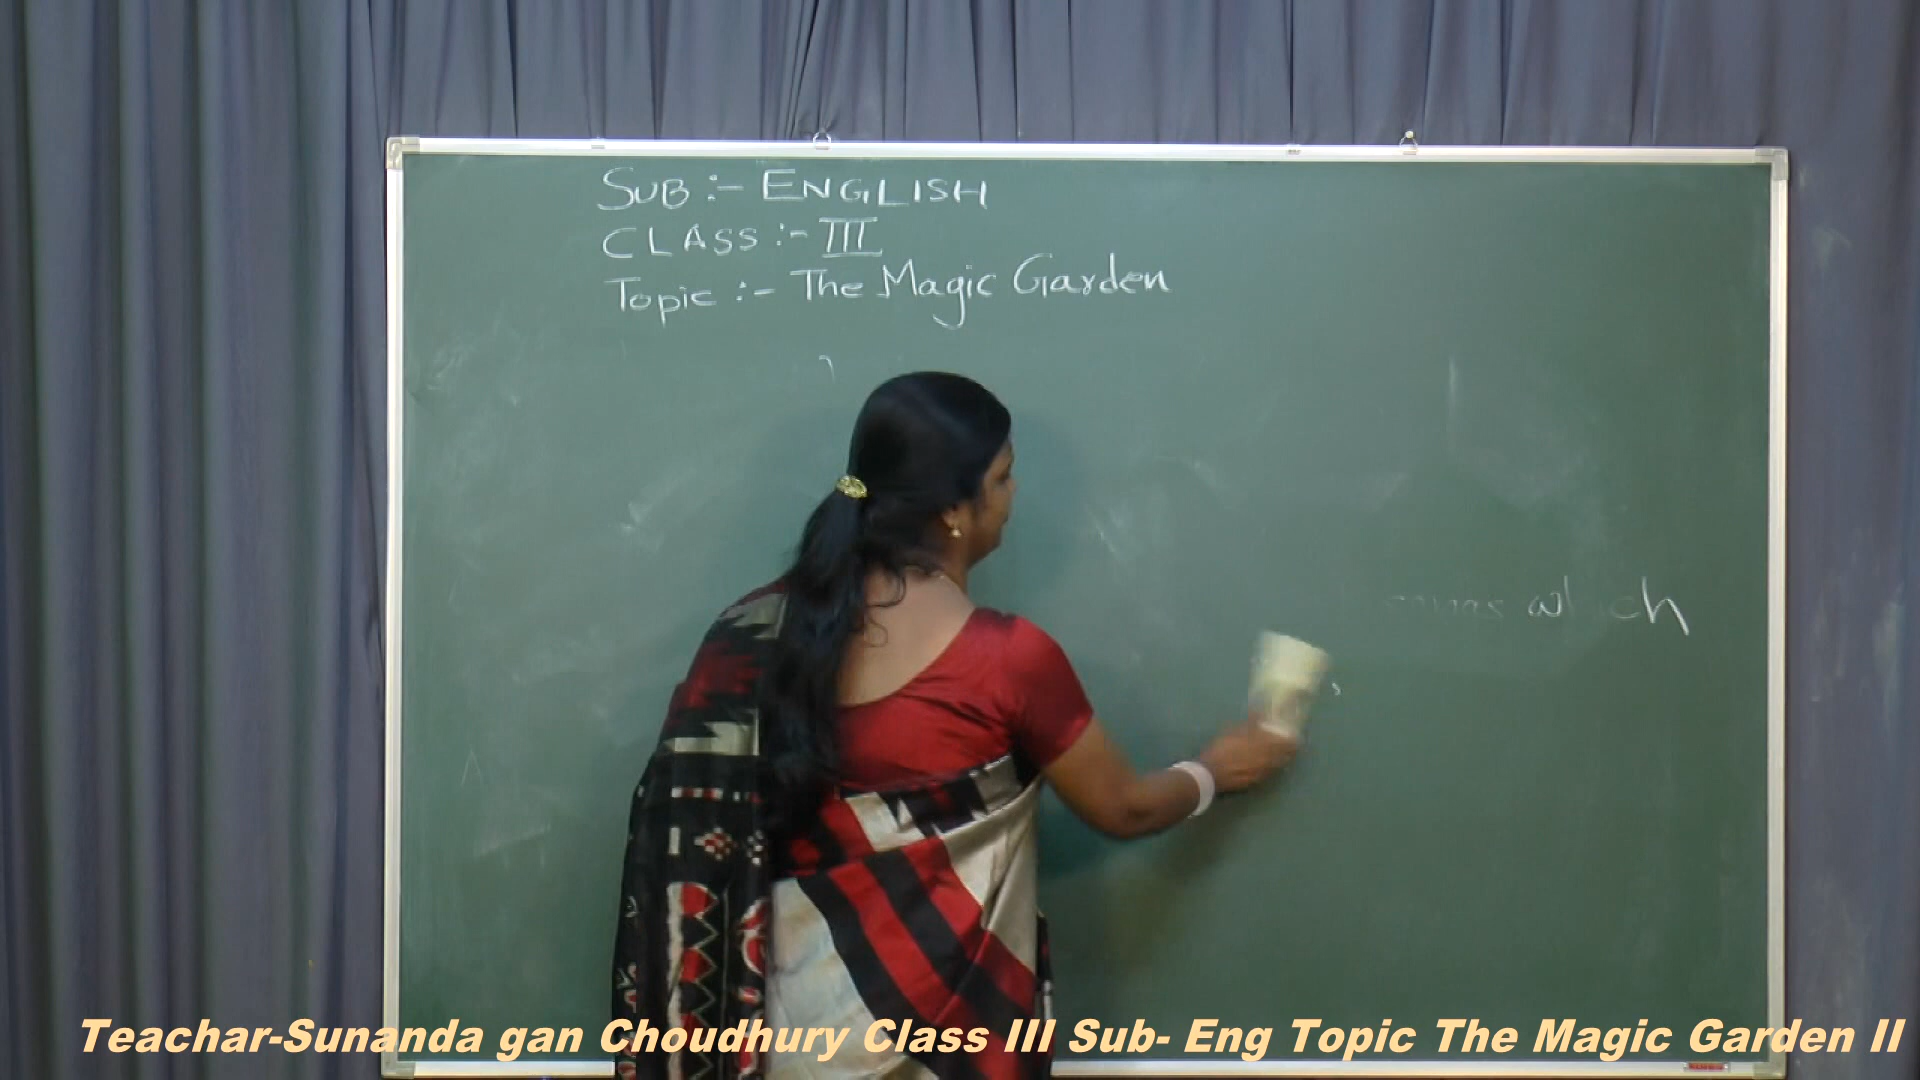 SUB :- ENGLISH
CLASS :- III
Topic :- The Magic Garden
Teachar-Sunanda gan Choudhury Class III Sub- Eng Topic The Magic Garden II